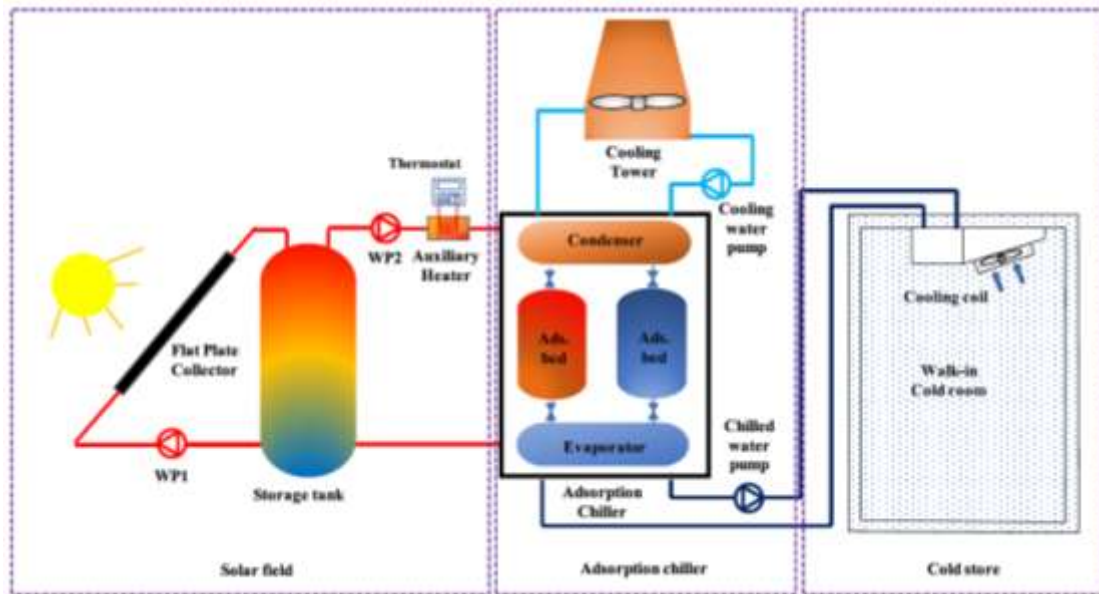 Thermostat
WP2
Auxiliary
Heater
Flat Plate
Collector
WP1
Storage tank
Solar field
Cooling
Tower
Cooling
water
pump
Condenser
Ads.
bed
Ads.
bed
Evaporator
Chilled
water
pump
Adsorption
Chiller
Adsorption chiller
Cooling coil
Walk-in
Cold room
Cold store